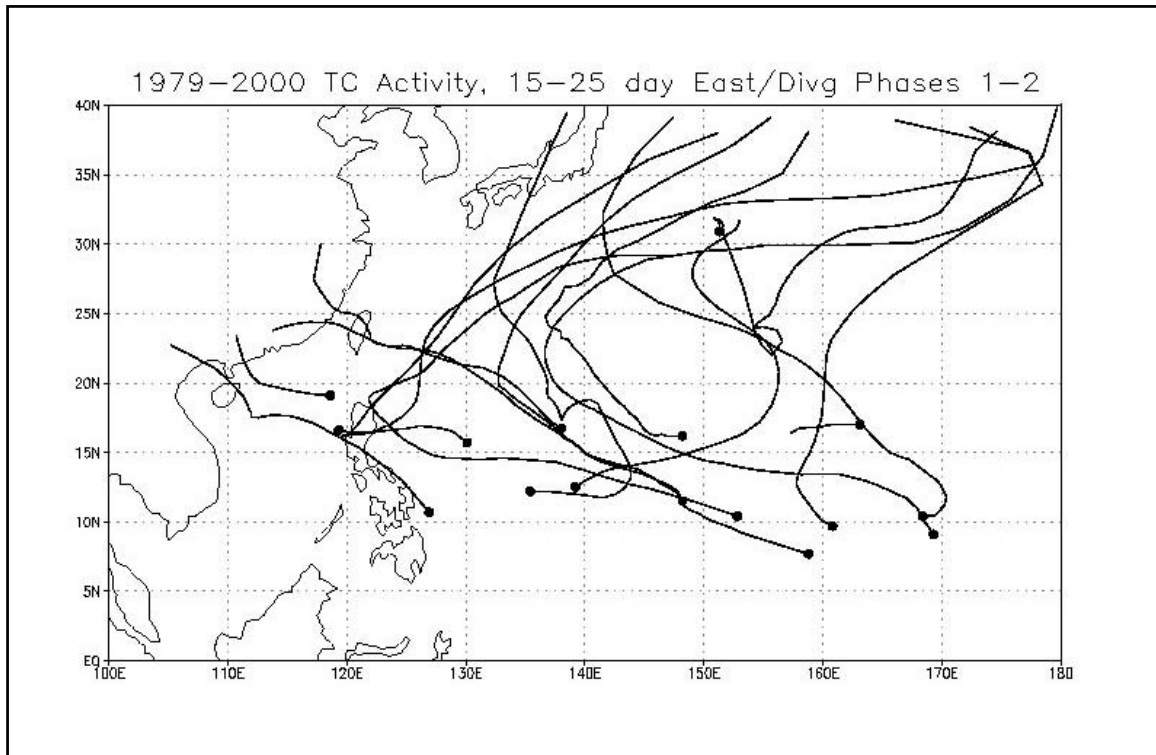 1979-2000 TC Activity, 15-25 day East/Divg Phases 1-2
40N
35N
30N
25N
20N
15N
10N
5N
EQ
100E 110E 120E 130E 140E 150E 160E 170E 180